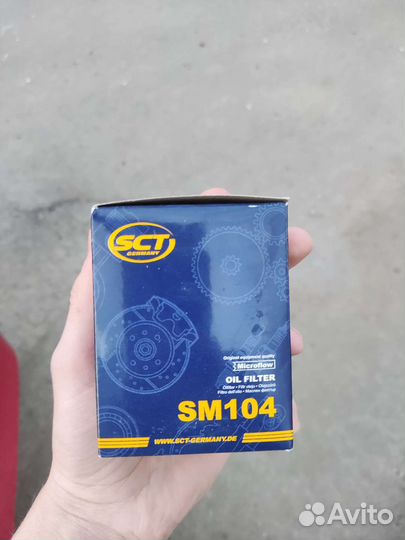 SCT
GERMANY
Original equipment quality
Microflow
OIL FILTER
SM104
WWW.SCT-GERMANY.DE
Avito